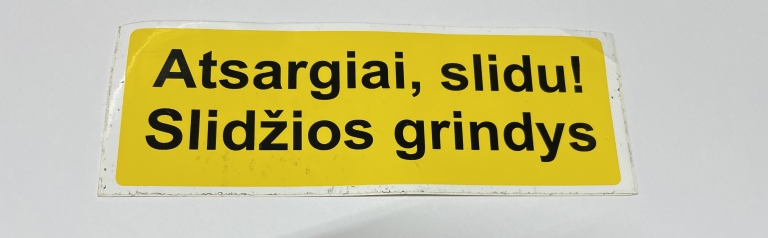 Atsargiai, slidu!
Slidžios grindys